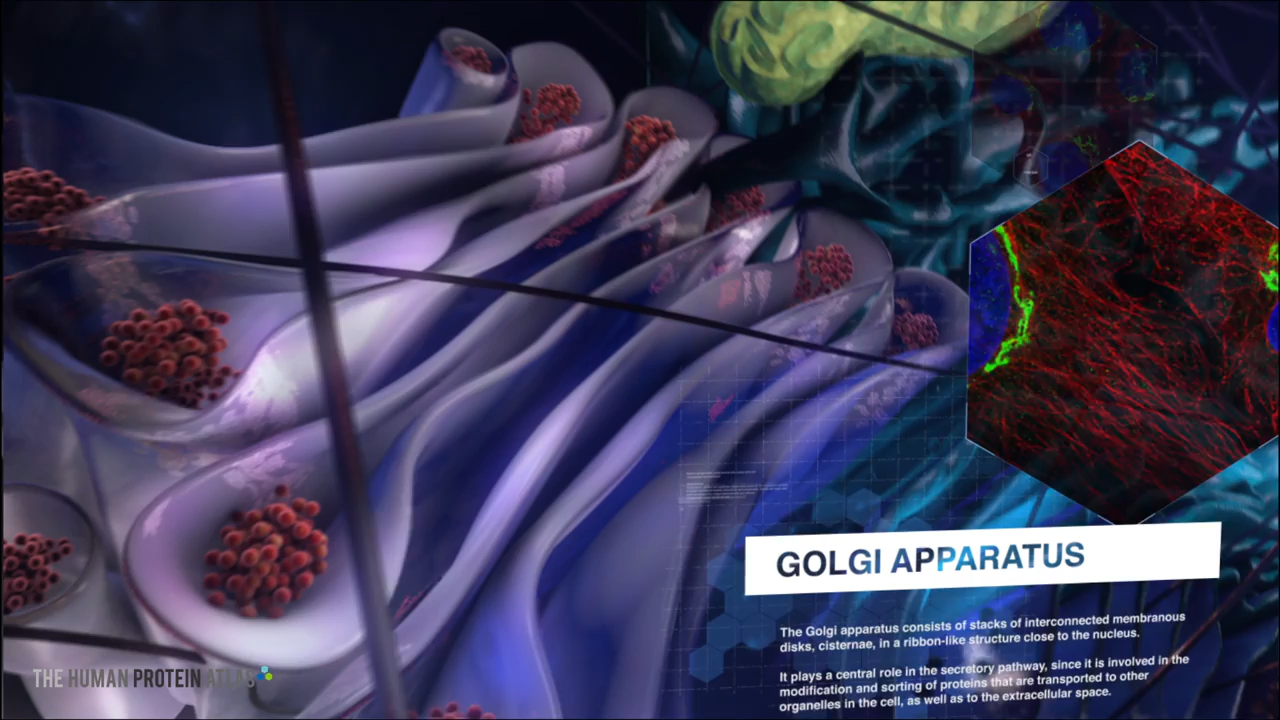 GOLGI APPARATUS
The Golgi apparatus consists of stacks of interconnected membranous
disks, cisternae, in a ribbon-like structure close to the nucleus.
It plays a central role in the secretory pathway, since it is involved in the
modification and sorting of proteins that are transported to other
organelles in the cell, as well as to the extracellular space.
THE HUMAN PROTEIN ATLAS